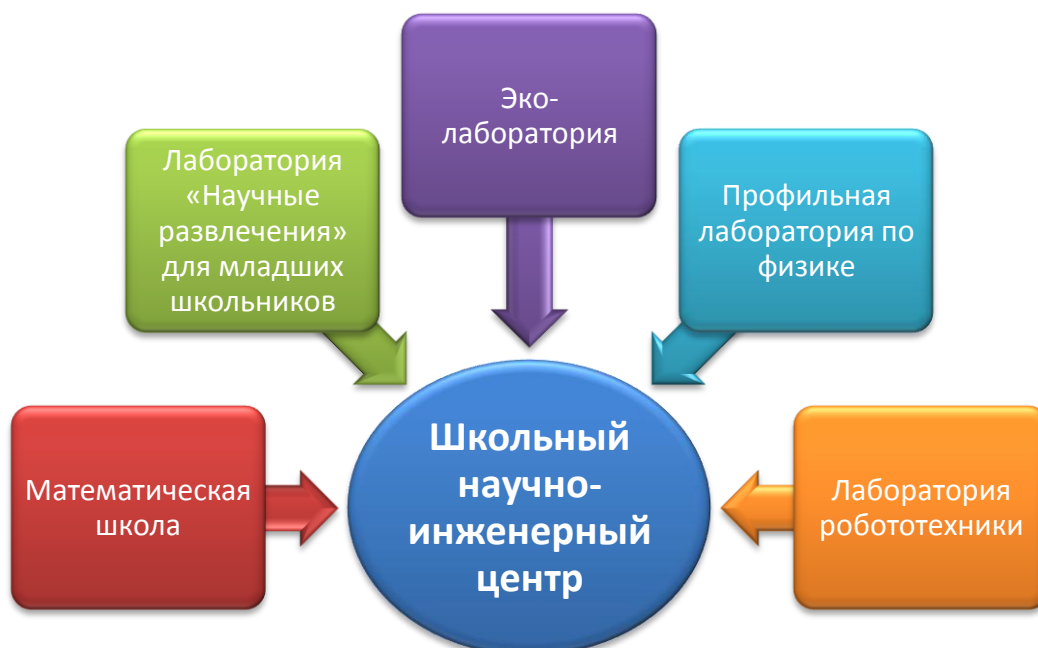 Эко-
лаборатория
Лаборатория
«Научные
развлечения»
для младших
школьников
Профильная
лаборатория по
физике
Математическая
школа
Школьный
научно-
инженерный
центр
Лаборатория
робототехники